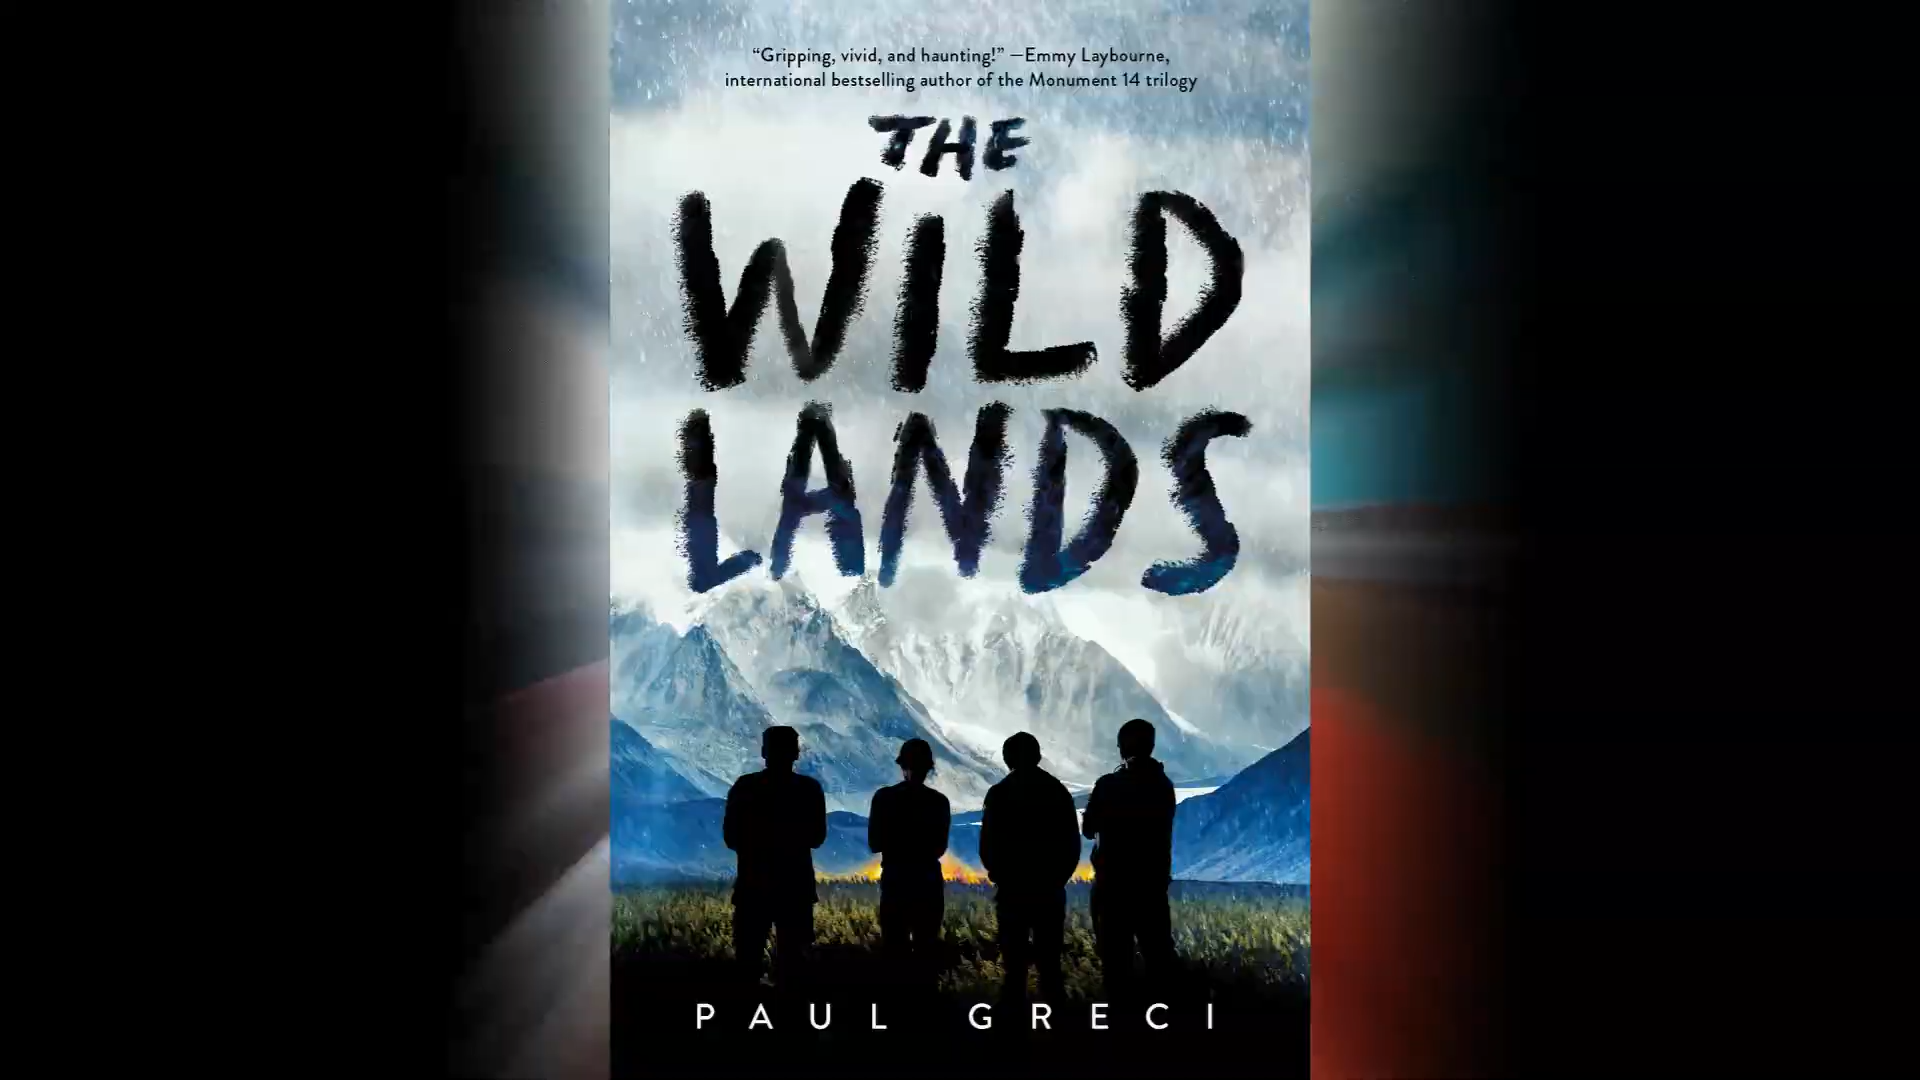 “Gripping, vivid, and haunting!” —Emmy Laybourne,
international bestselling author of the Monument 14 trilogy
THE
WILD
LANDS
PAUL GRECI